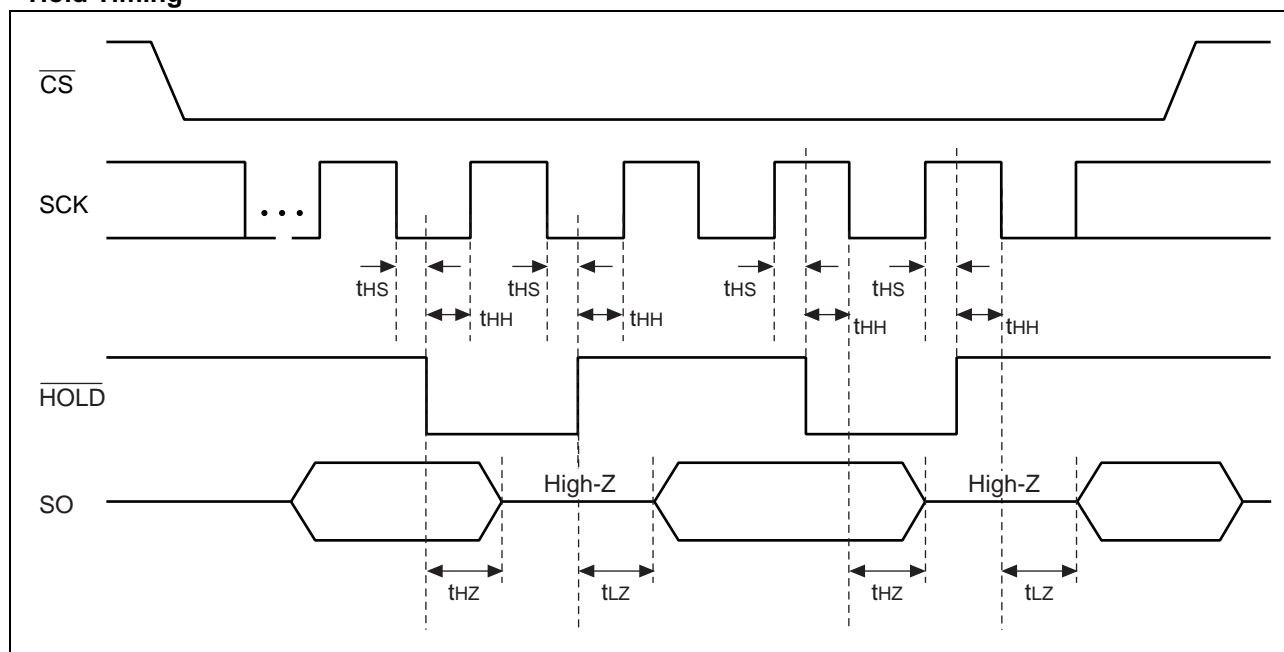 Hold Timing
CS
SCK
...
tHS
tHS
tHS
tHS
tHH
tHH
tHH
tHH
HOLD
High-Z
High-Z
SO
tHZ
tLZ
tHZ
tLZ